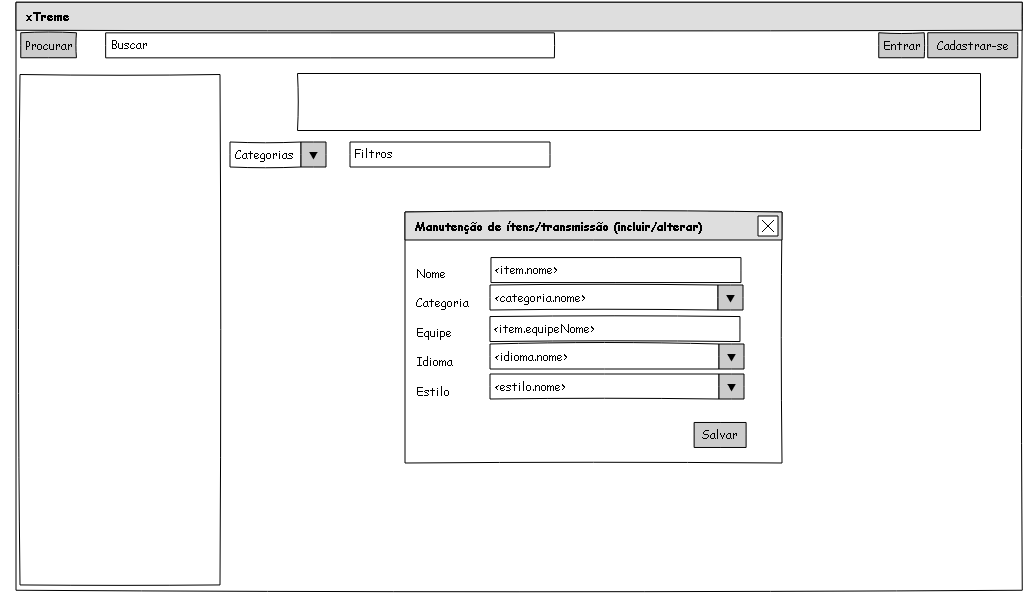 xTreme
Procurar Buscar Entrar Cadastrar-se
Categorias Filtros
Manutenção de ítens/transmissão (incluir/alterar)
Nome <item.nome>
Categoria <categoria.nome>
Equipe <item.equipeNome>
Idioma <idioma.nome>
Estilo <estilo.nome>
Salvar